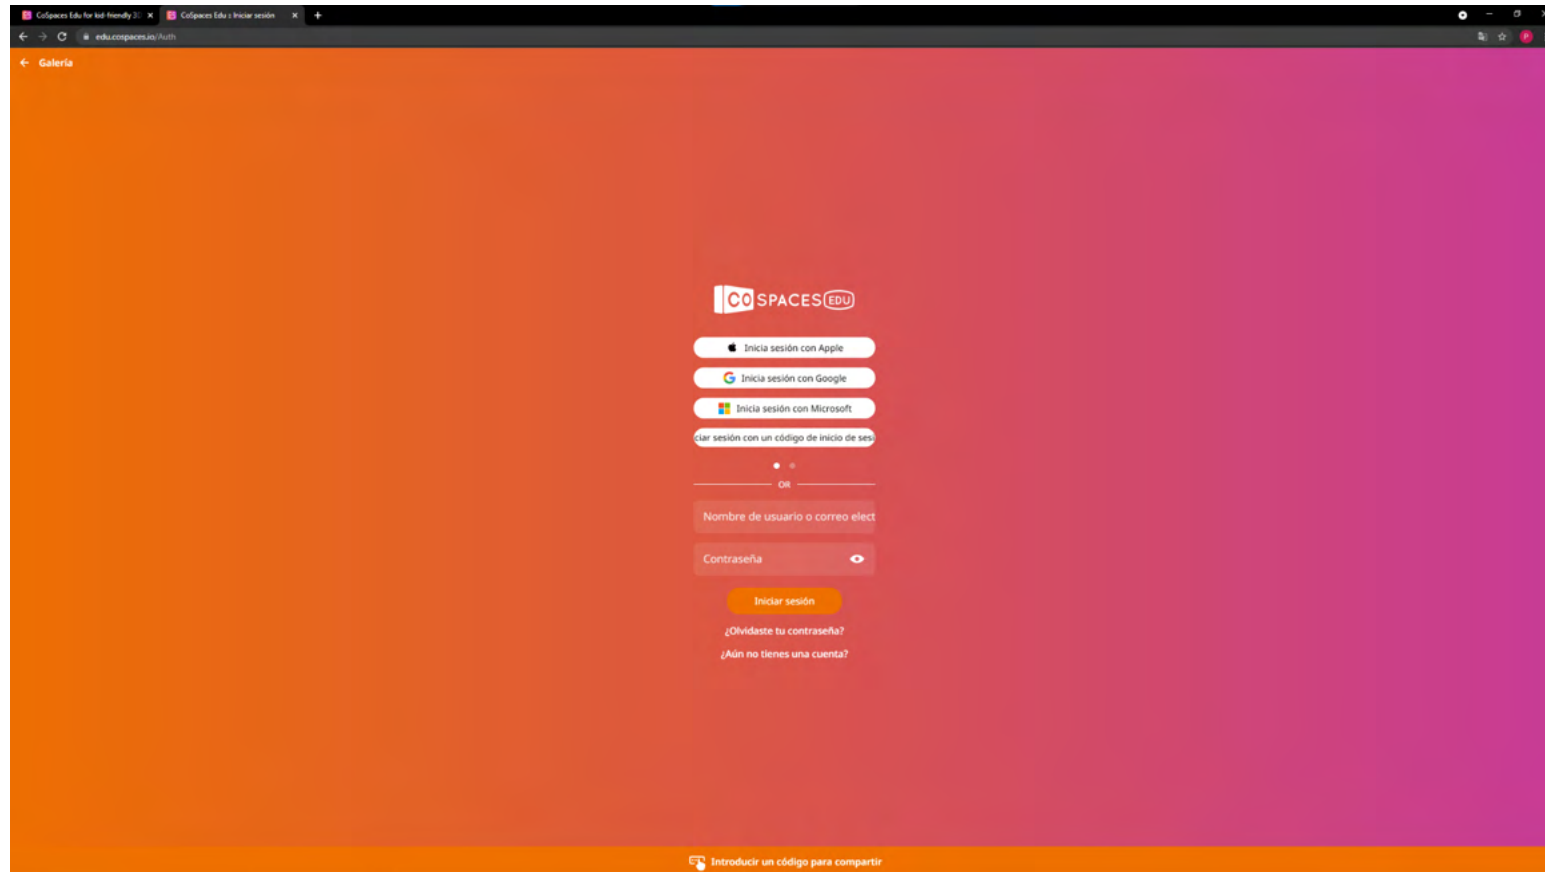 CoSpaces Edu for kid-friendly 3D
CoSpaces Edu :: Iniciar sesión
edu.cospaces.io/Auth
P
Galería
CO SPACES EDU
Inicia sesión con Apple
Inicia sesión con Google
Inicia sesión con Microsoft
ciar sesión con un código de inicio de sesi
OR
Nombre de usuario o correo elect
Contraseña
Iniciar sesión
¿Olvidaste tu contraseña?
¿Aún no tienes una cuenta?
Introducir un código para compartir